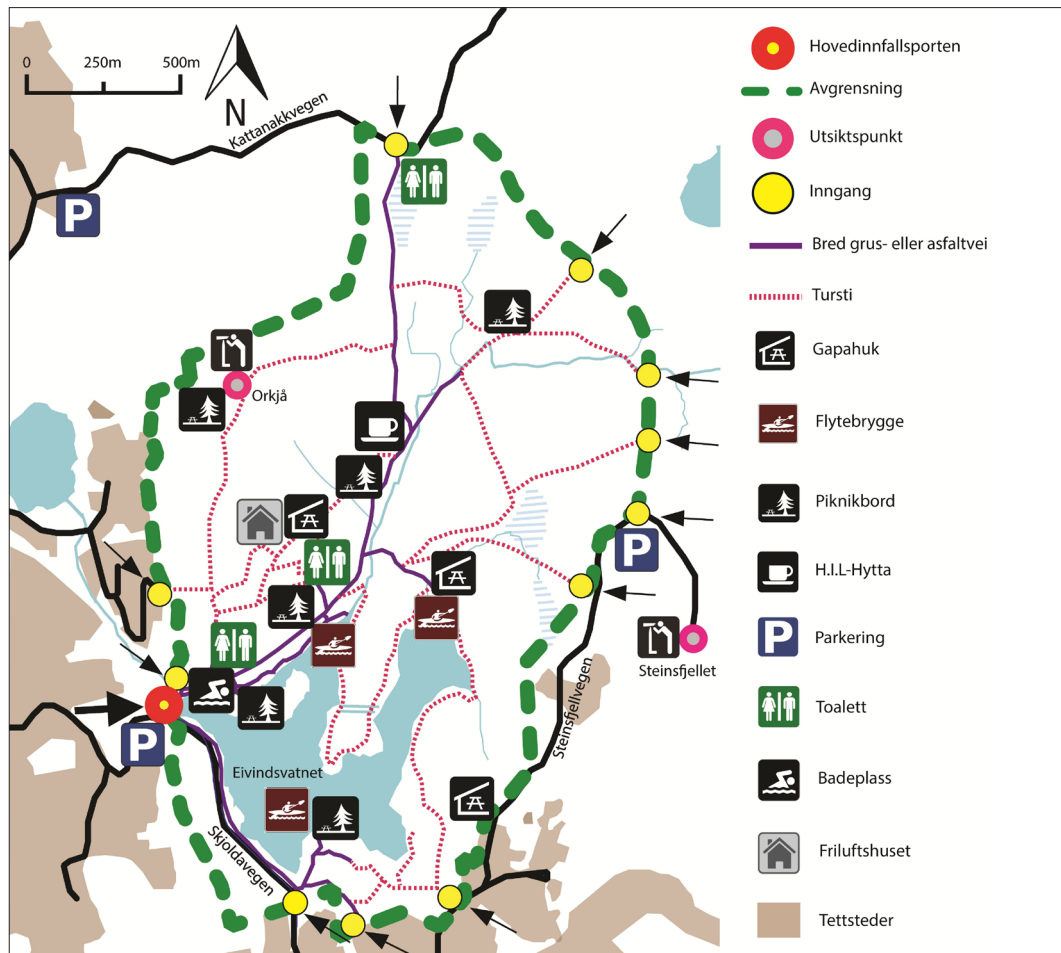 0 250m 500m
N
Kattanakkvegen
P
Orkjå
P
Steinsfjellet
Steinsfjellvegen
P
Eivindsvatnet
Skjoldavegen
Hovedinnfallsporten
Avgrensning
Utsiktspunkt
Inngang
Bred grus- eller asfaltvei
Tursti
Gapahuk
Flytebrygge
Piknikbord
H.I.L-Hytta
P Parkering
Toalett
Badeplass
Friluftshuset
Tettsteder